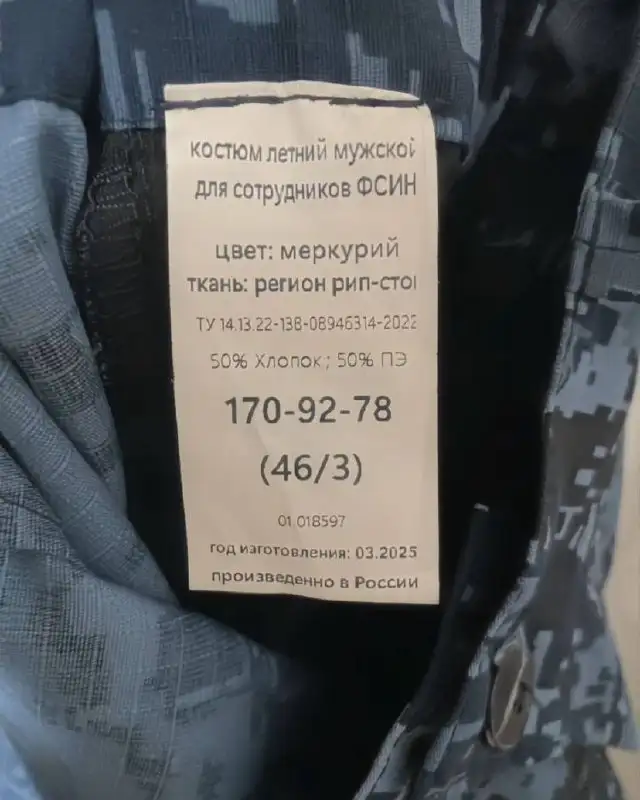 костюм летний мужской
для сотрудников ФСИН
цвет: меркурий
ткань: регион рип-стоп
ТУ 14.13.22-138-08946314-2022
50% Хлопок; 50% ПЭ
170-92-78
(46/3)
01 018597
год изготовления: 03.2025
произведенно в России